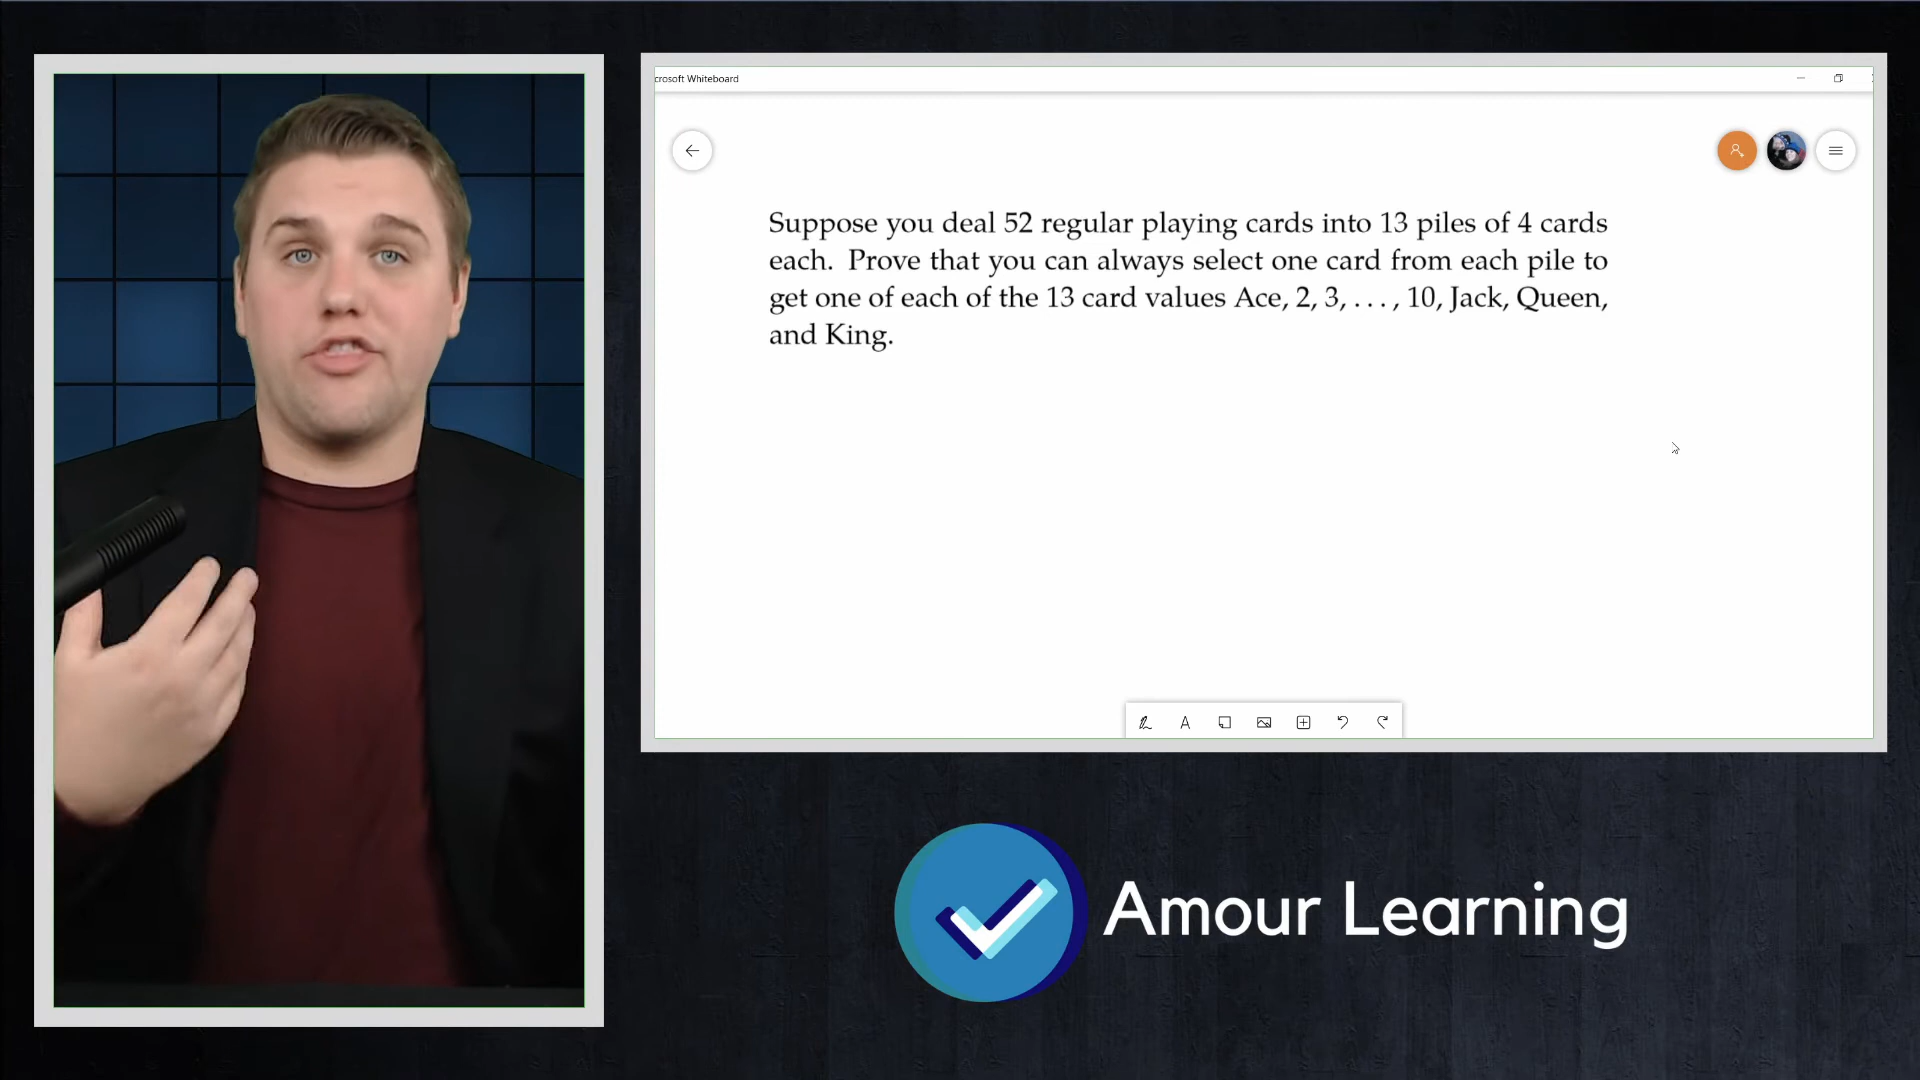 crosoft Whiteboard
Suppose you deal 52 regular playing cards into 13 piles of 4 cards
each. Prove that you can always select one card from each pile to
get one of each of the 13 card values Ace, 2, 3, . . . , 10, Jack, Queen,
and King.
Amour Learning